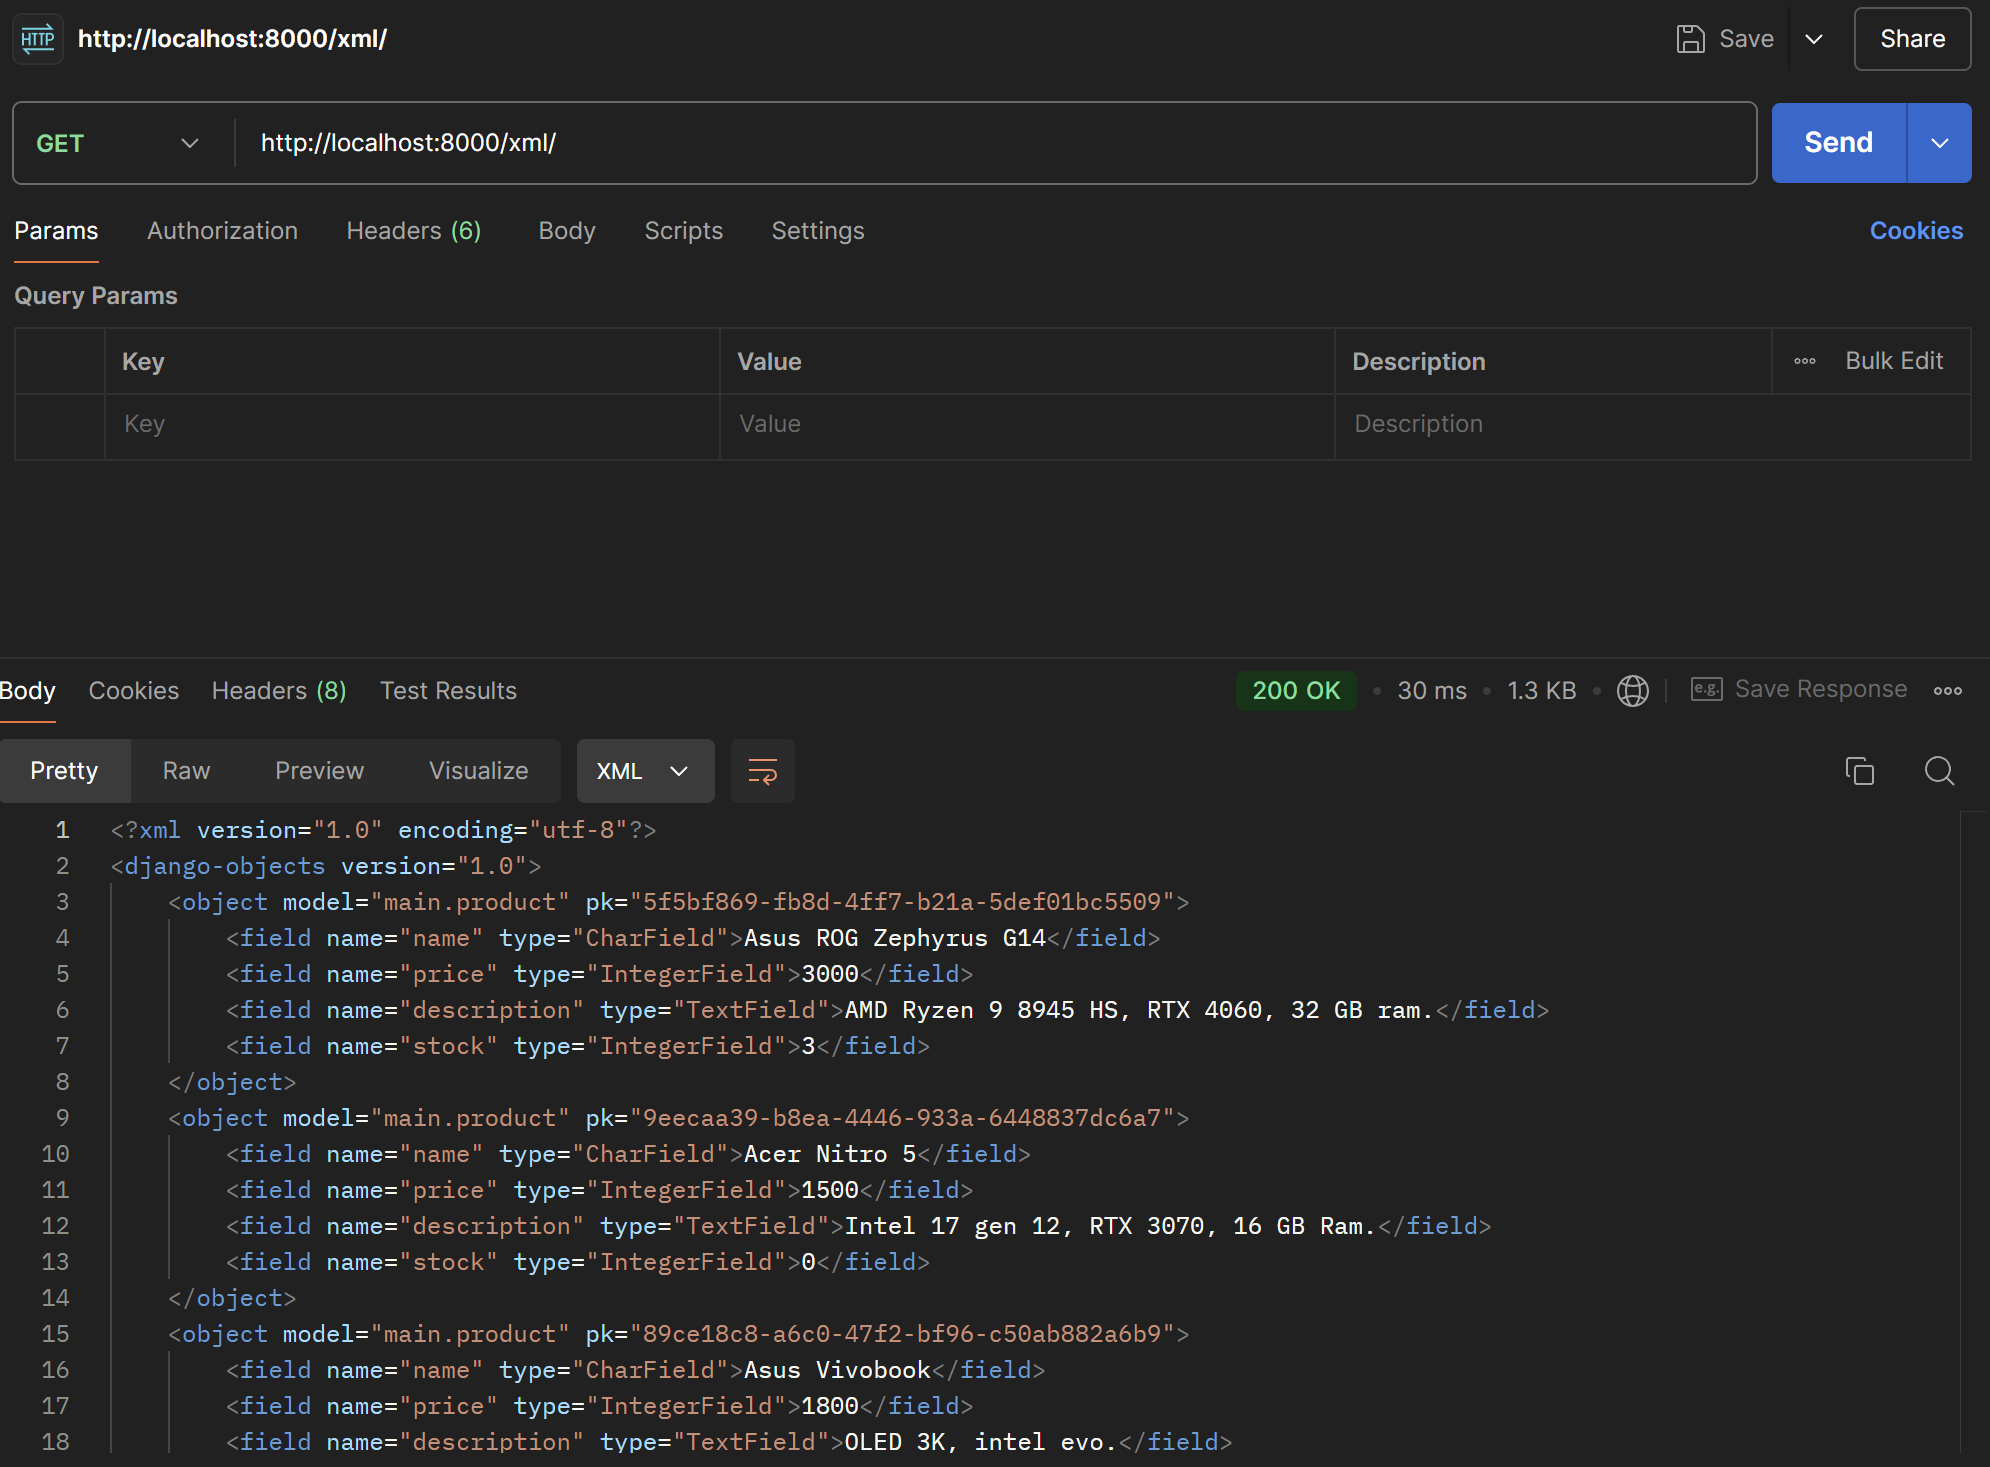 HTTP http://localhost:8000/xml/ Save Share
GET http://localhost:8000/xml/ Send
Params Authorization Headers (6) Body Scripts Settings Cookies
Query Params
Key Value Description Bulk Edit
Key Value Description
Body Cookies Headers (8) Test Results 200 OK • 30 ms • 1.3 KB • e.g. Save Response
Pretty Raw Preview Visualize XML
1 <?xml version="1.0" encoding="utf-8"?>
2 <django-objects version="1.0">
3 <object model="main.product" pk="5f5bf869-fb8d-4ff7-b21a-5def01bc5509">
4 <field name="name" type="CharField">Asus ROG Zephyrus G14</field>
5 <field name="price" type="IntegerField">3000</field>
6 <field name="description" type="TextField">AMD Ryzen 9 8945 HS, RTX 4060, 32 GB ram.</field>
7 <field name="stock" type="IntegerField">3</field>
8 </object>
9 <object model="main.product" pk="9eecaa39-b8ea-4446-933a-6448837dc6a7">
10 <field name="name" type="CharField">Acer Nitro 5</field>
11 <field name="price" type="IntegerField">1500</field>
12 <field name="description" type="TextField">Intel 17 gen 12, RTX 3070, 16 GB Ram.</field>
13 <field name="stock" type="IntegerField">0</field>
14 </object>
15 <object model="main.product" pk="89ce18c8-a6c0-47f2-bf96-c50ab882a6b9">
16 <field name="name" type="CharField">Asus Vivobook</field>
17 <field name="price" type="IntegerField">1800</field>
18 <field name="description" type="TextField">OLED 3K, intel evo.</field>